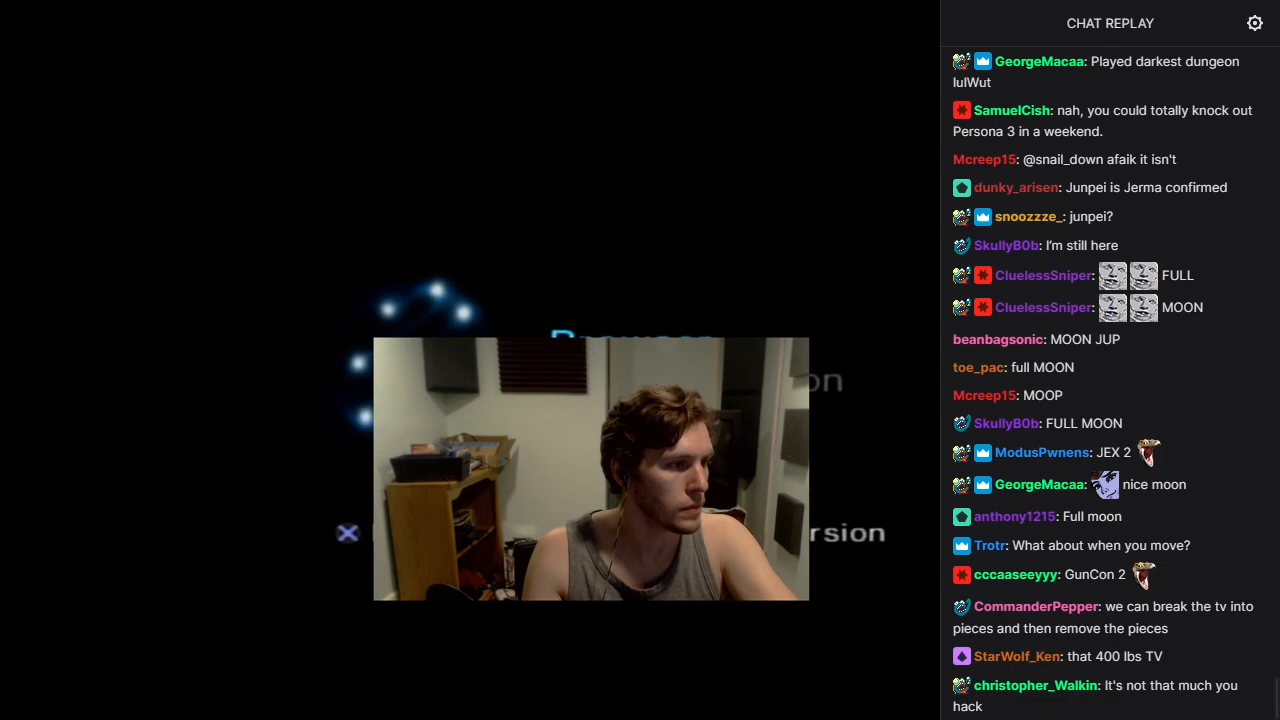 CHAT REPLAY
GeorgeMacaa: Played darkest dungeon
lulWut
SamuelCish: nah, you could totally knock out
Persona 3 in a weekend.
Mcreep15: @snail_down afaik it isn't
dunky_arisen: Junpei is Jerma confirmed
snoozzze_: junpei?
SkullyB0b: I'm still here
CluelessSniper: FULL
CluelessSniper: MOON
beanbagsonic: MOON JUP
toe_pac: full MOON
Mcreep15: MOOP
SkullyB0b: FULL MOON
ModusPwnens: JEX 2
GeorgeMacaa: nice moon
anthony1215: Full moon
Trotr: What about when you move?
cccaaseeyyy: GunCon 2
CommanderPepper: we can break the tv into
pieces and then remove the pieces
StarWolf_Ken: that 400 lbs TV
christopher_Walkin: It's not that much you
hack
Browser
on
rsion